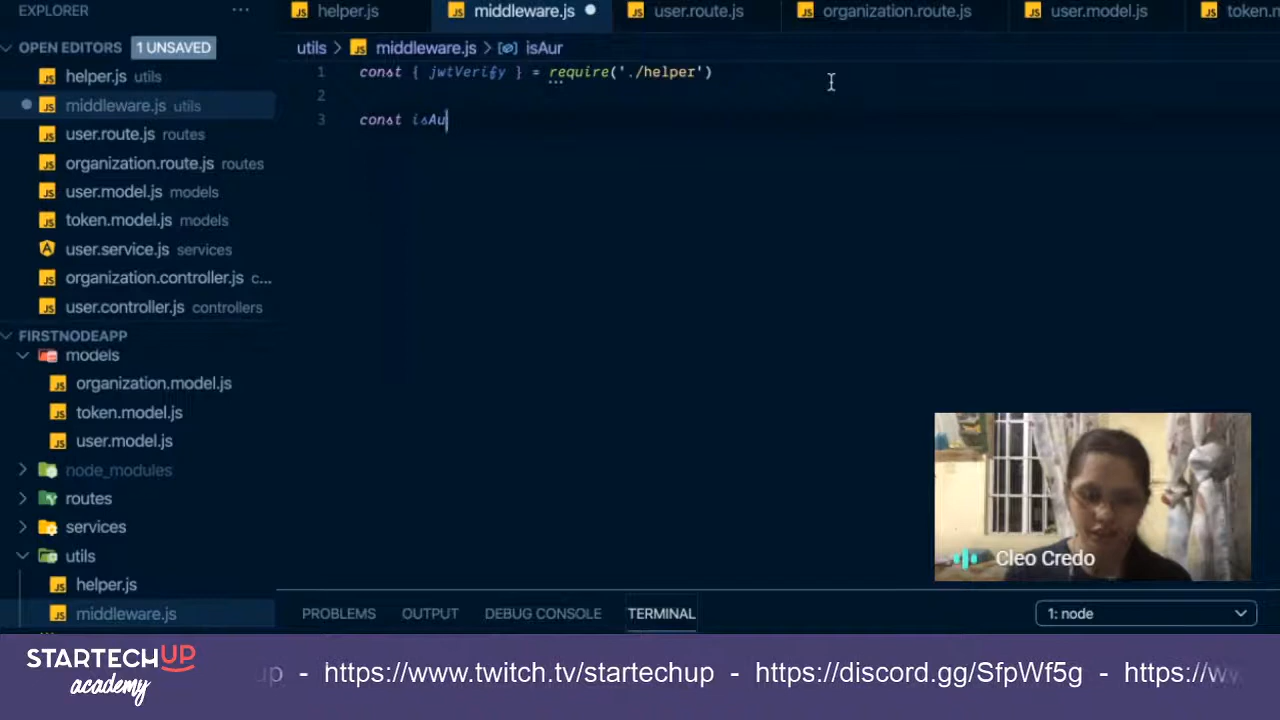 EXPLORER ...
helper.js middleware.js user.route.js organization.route.js user.model.js token.n
OPEN EDITORS 1 UNSAVED
utils > middleware.js > isAur
helper.js utils
middleware.js utils
user.route.js routes
organization.route.js routes
user.model.js models
token.model.js models
user.service.js services
organization.controller.js c...
user.controller.js controllers
FIRSTNODEAPP
models
organization.model.js
token.model.js
user.model.js
node_modules
routes
services
utils
helper.js
middleware.js
1 const { jwtVerify } = require('./helper')
2
3 const isAu
Cleo Credo
PROBLEMS OUTPUT DEBUG CONSOLE TERMINAL 1: node
STARTECHUP
academy
up - https://www.twitch.tv/startechup - https://discord.gg/SfpWf5g - https://w